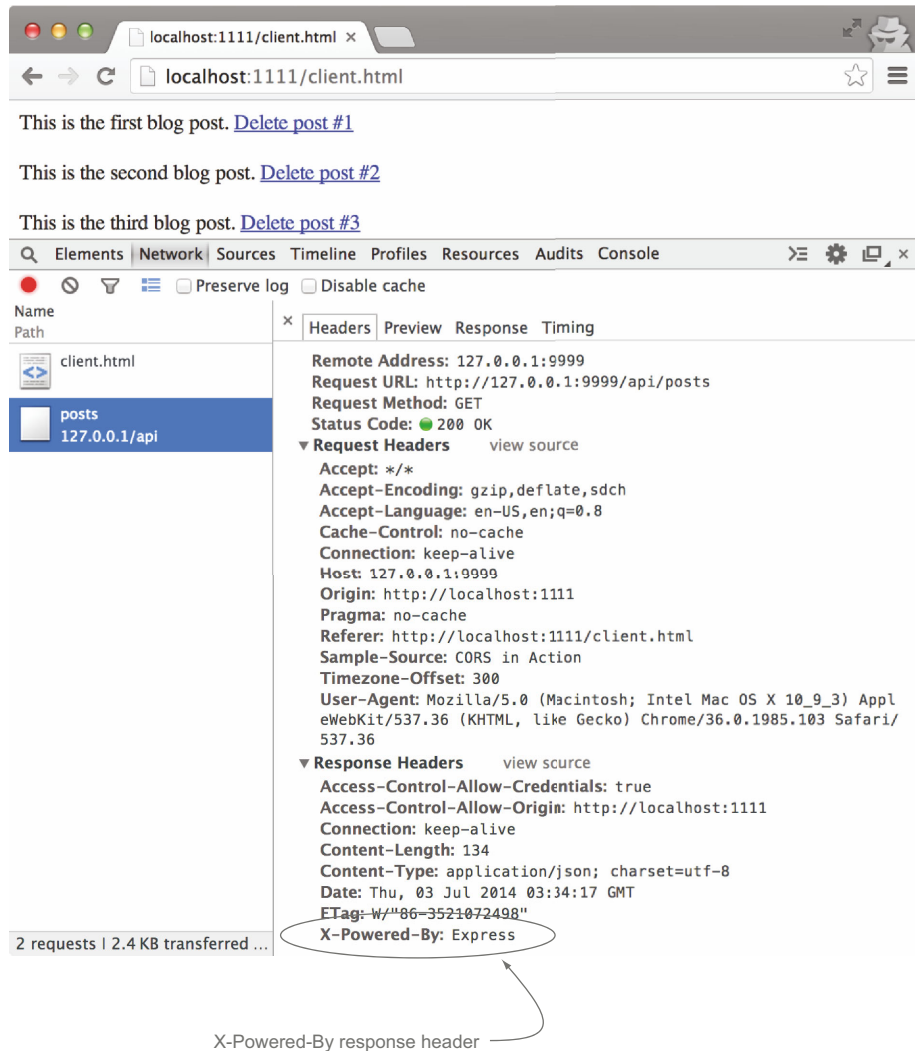 localhost:1111/client.html ×
localhost:1111/client.html
This is the first blog post. Delete post #1
This is the second blog post. Delete post #2
This is the third blog post. Delete post #3
Elements Network Sources Timeline Profiles Resources Audits Console
Preserve log Disable cache
Name
Path
× Headers Preview Response Timing
client.html
posts
127.0.0.1/api
Remote Address: 127.0.0.1:9999
Request URL: http://127.0.0.1:9999/api/posts
Request Method: GET
Status Code: 200 OK
Request Headers view source
Accept: */*
Accept-Encoding: gzip,deflate,sdch
Accept-Language: en-US,en;q=0.8
Cache-Control: no-cache
Connection: keep-alive
Host: 127.0.0.1:9999
Origin: http://localhost:1111
Pragma: no-cache
Referer: http://localhost:1111/client.html
Sample-Source: CORS in Action
Timezone-Offset: 300
User-Agent: Mozilla/5.0 (Macintosh; Intel Mac OS X 10_9_3) Appl
eWebKit/537.36 (KHTML, like Gecko) Chrome/36.0.1985.103 Safari/
537.36
Response Headers view source
Access-Control-Allow-Credentials: true
Access-Control-Allow-Origin: http://localhost:1111
Connection: keep-alive
Content-Length: 134
Content-Type: application/json; charset=utf-8
Date: Thu, 03 Jul 2014 03:34:17 GMT
ETag: W/"86-3521072498"
X-Powered-By: Express
2 requests | 2.4 KB transferred ...
X-Powered-By response header